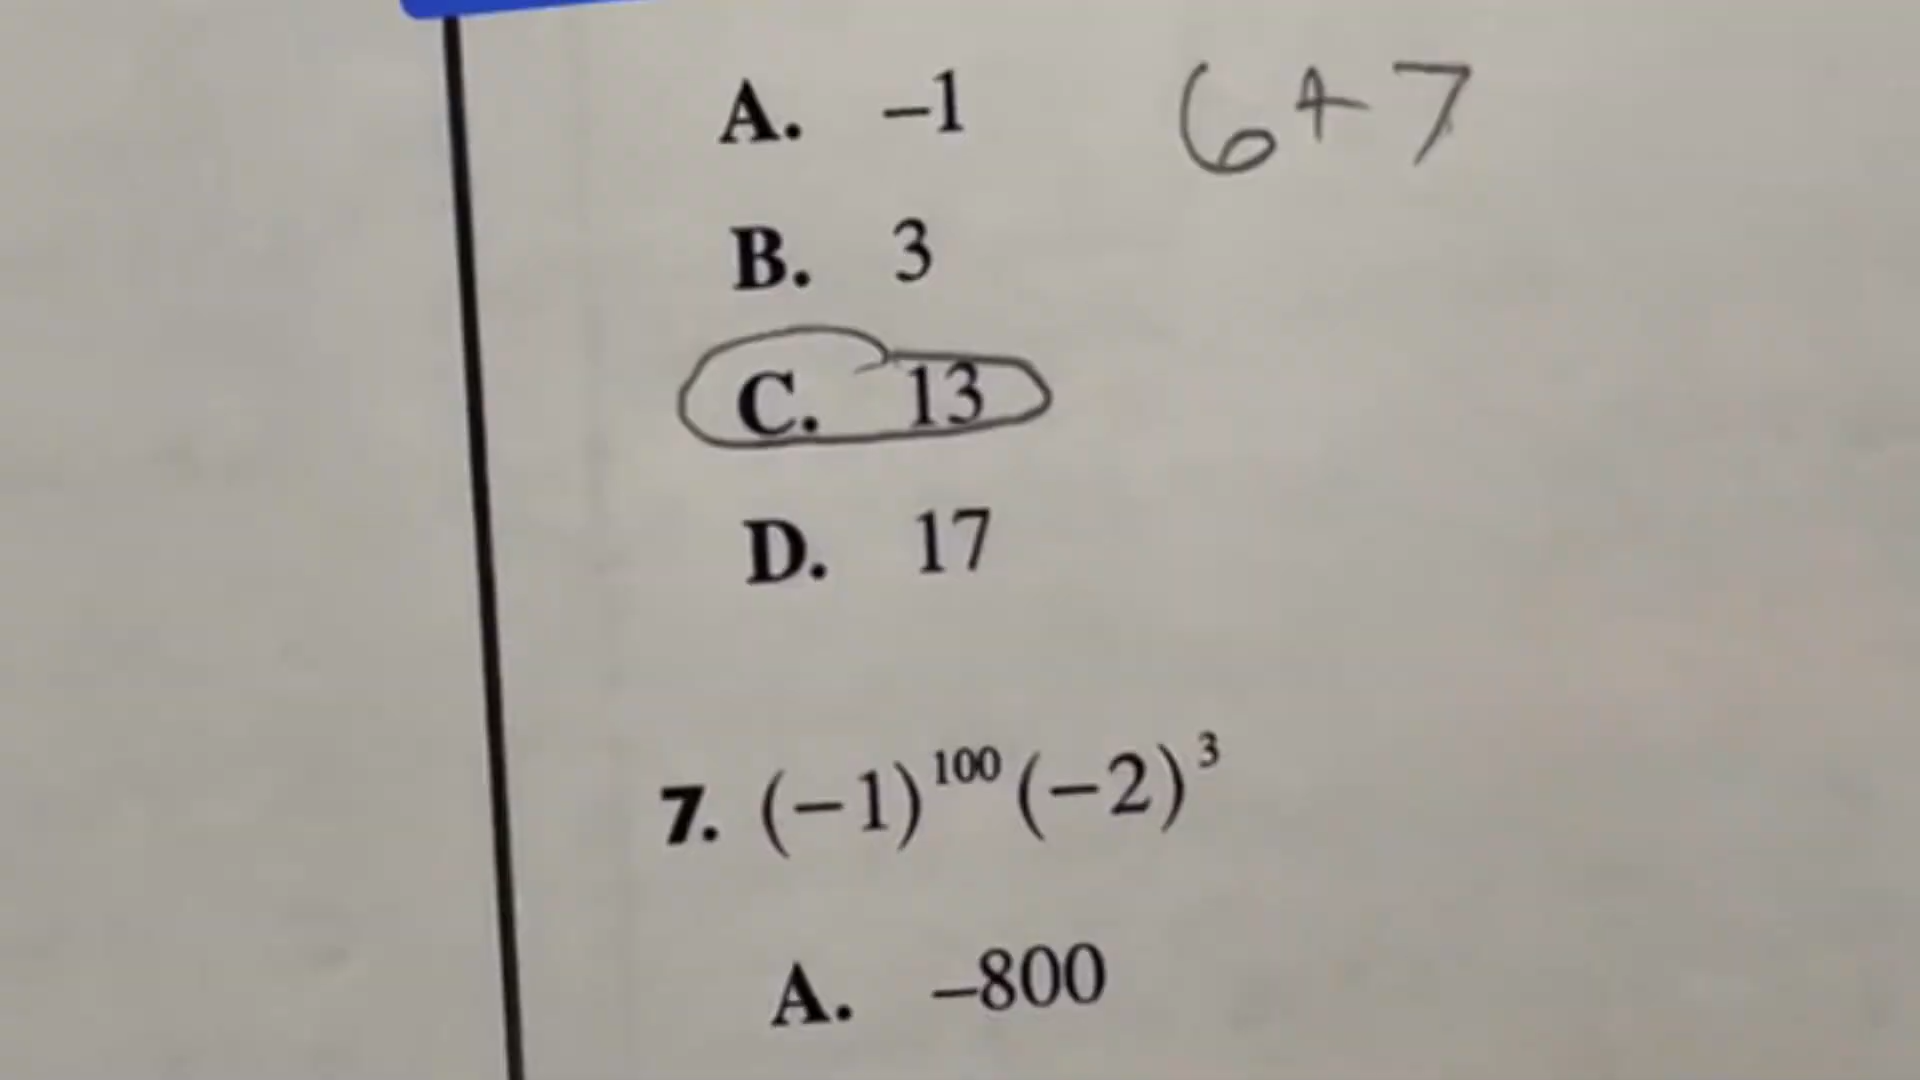 A. –1 6+7
B. 3
C. 13
D. 17
7. (−1)¹⁰⁰(−2)³
A. –800